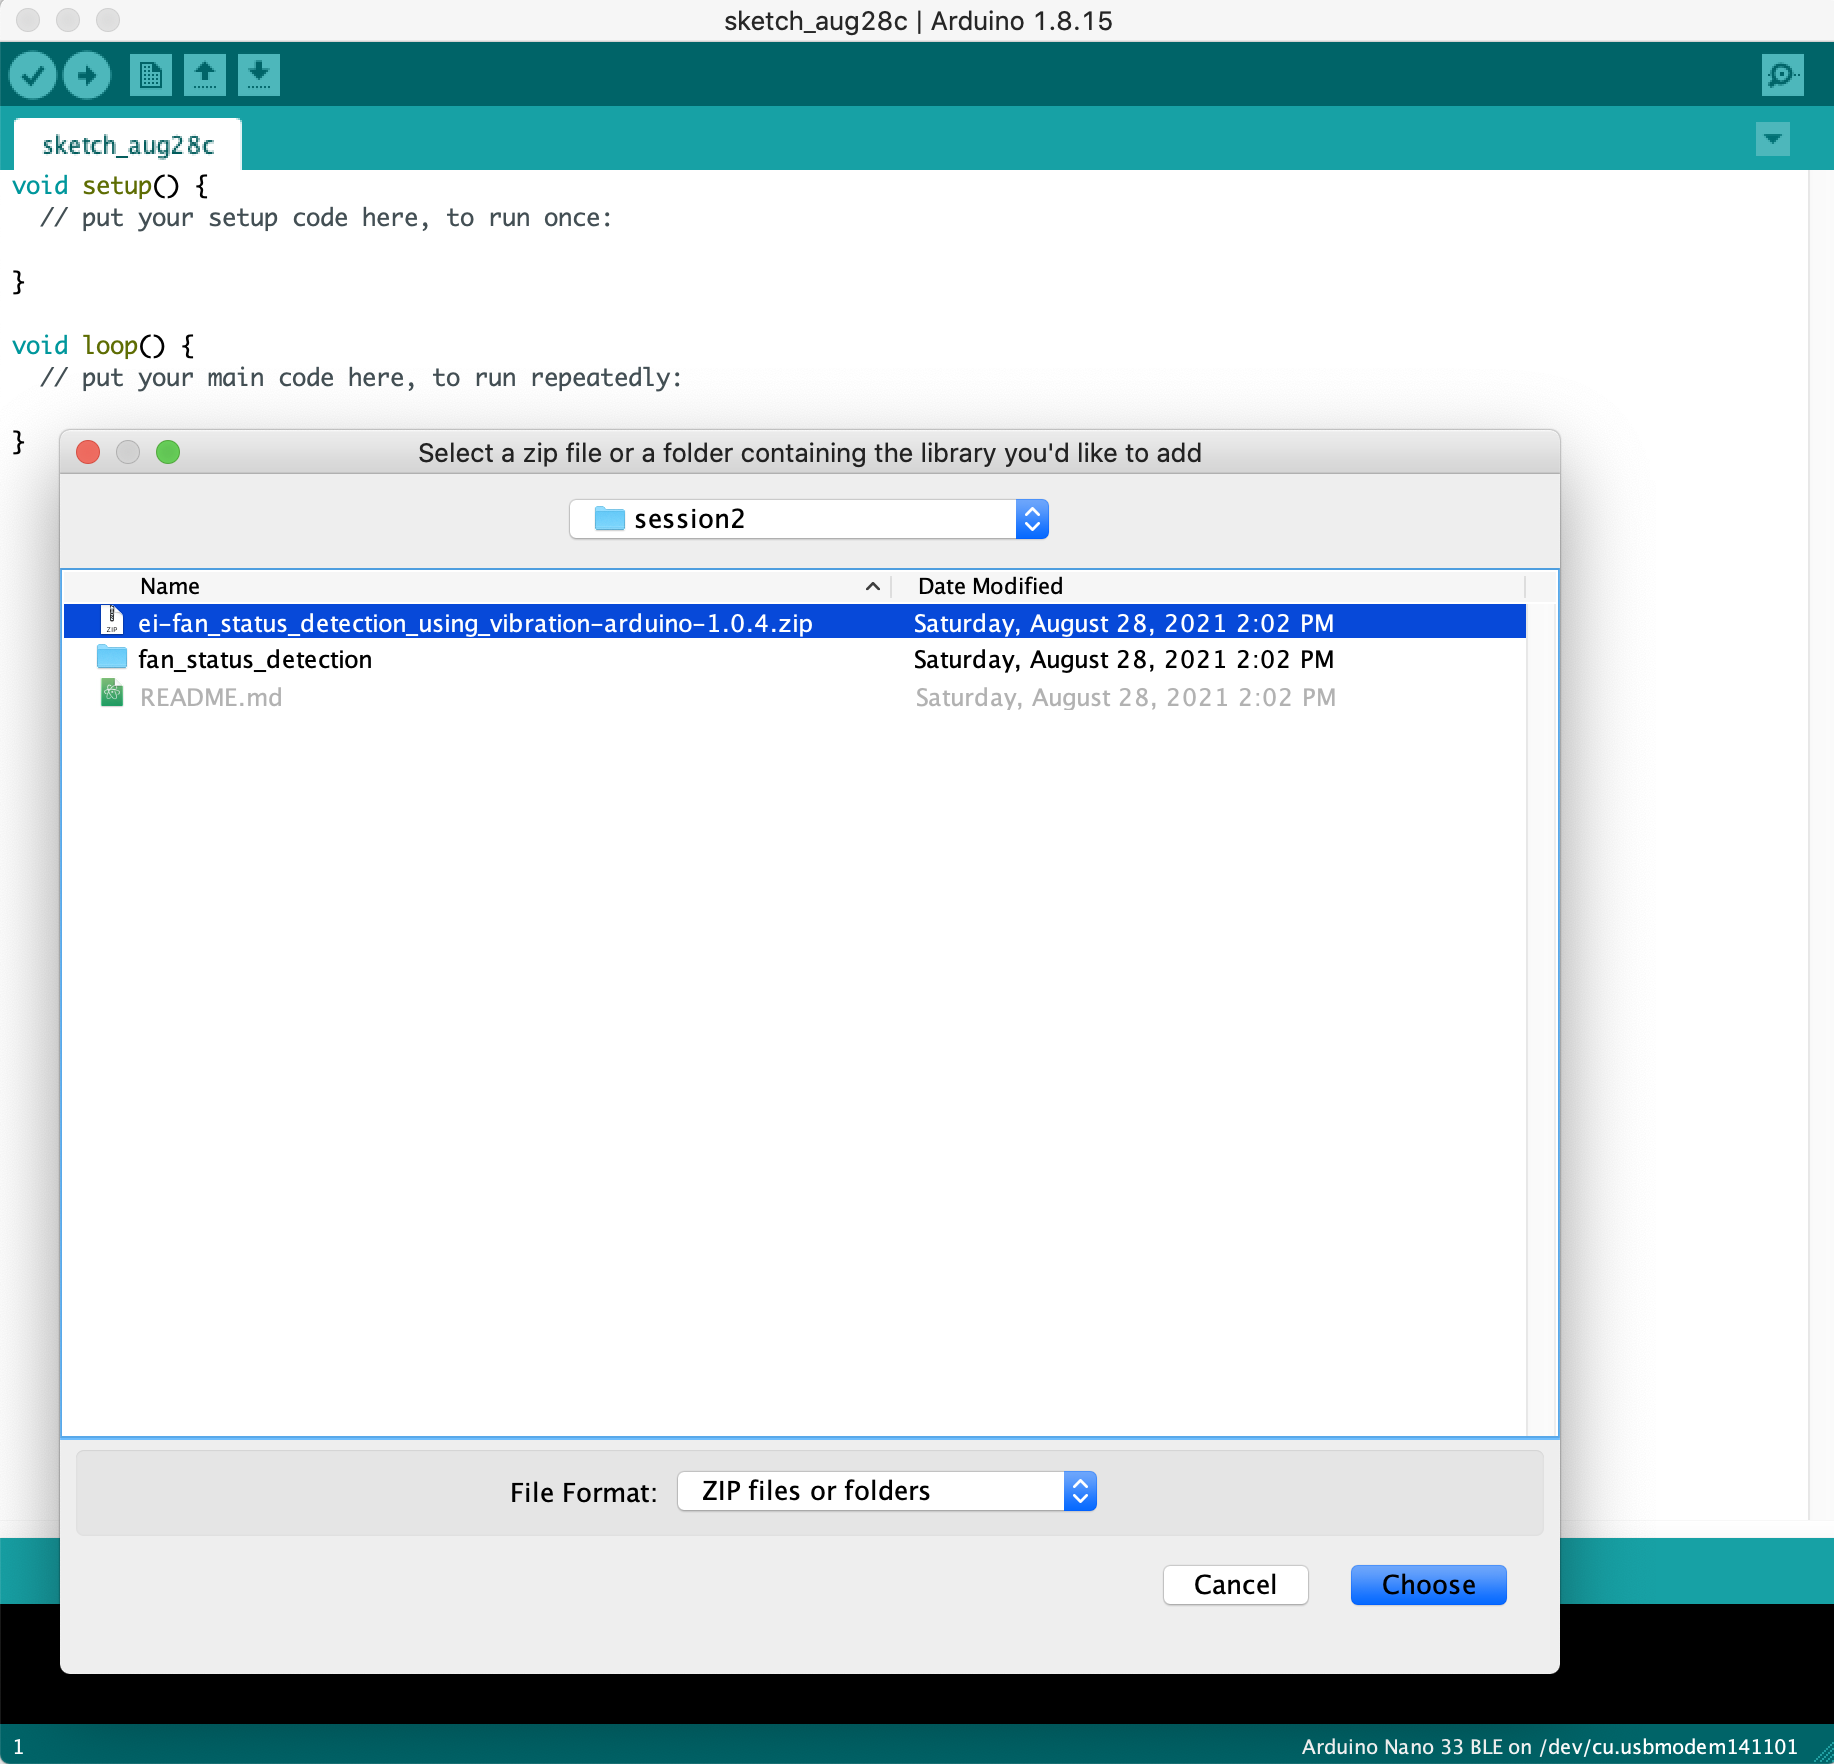 sketch_aug28c | Arduino 1.8.15
sketch_aug28c
void setup() {
// put your setup code here, to run once:
}
void loop() {
// put your main code here, to run repeatedly:
}
Select a zip file or a folder containing the library you'd like to add
session2
Name Date Modified
ZIP ei-fan_status_detection_using_vibration-arduino-1.0.4.zip Saturday, August 28, 2021 2:02 PM
fan_status_detection Saturday, August 28, 2021 2:02 PM
README.md Saturday, August 28, 2021 2:02 PM
File Format: ZIP files or folders
Cancel Choose
1 Arduino Nano 33 BLE on /dev/cu.usbmodem141101